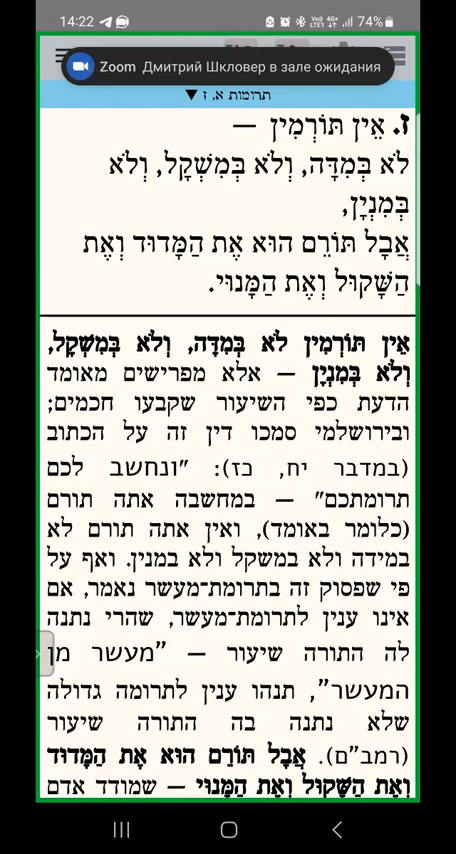 14:22
74%
Zoom Дмитрий Шкловер в зале ожидания
תרומות א, ז ▼
ז. אֵין תּוֹרְמִין —
לֹא בְּמִדָּה, וְלֹא בְּמִשְׁקָל, וְלֹא
בְּמִנְיָן,
אֲבָל תּוֹרֵם הוּא אֶת הַמָּדוּד וְאֶת
הַשָּׁקוּל וְאֶת הַמָּנוּי.
אֵין תּוֹרְמִין לֹא בְּמִדָּה, וְלֹא בְּמִשְׁקָל,
וְלֹא בְּמִנְיָן — אלא מפרישים מאומד
הדעת כפי השיעור שקבעו חכמים;
ובירושלמי סמכו דין זה על הכתוב
(במדבר יח, כז): "ונחשב לכם
תרומתכם" — במחשבה אתה תורם
(כלומר באומד), ואין אתה תורם לא
במידה ולא במשקל ולא במנין. ואף על
פי שפסוק זה בתרומת־מעשר נאמר, אם
אינו ענין לתרומת־מעשר, שהרי נתנה
לה התורה שיעור — "מעשר מן
המעשר", תנהו ענין לתרומה גדולה
שלא נתנה בה התורה שיעור
(רמב"ם). אֲבָל תּוֹרֵם הוּא אֶת הַמָּדוּד
וְאֶת הַשָּׁקוּל וְאֶת הַמָּנוּי — שמודד אדם